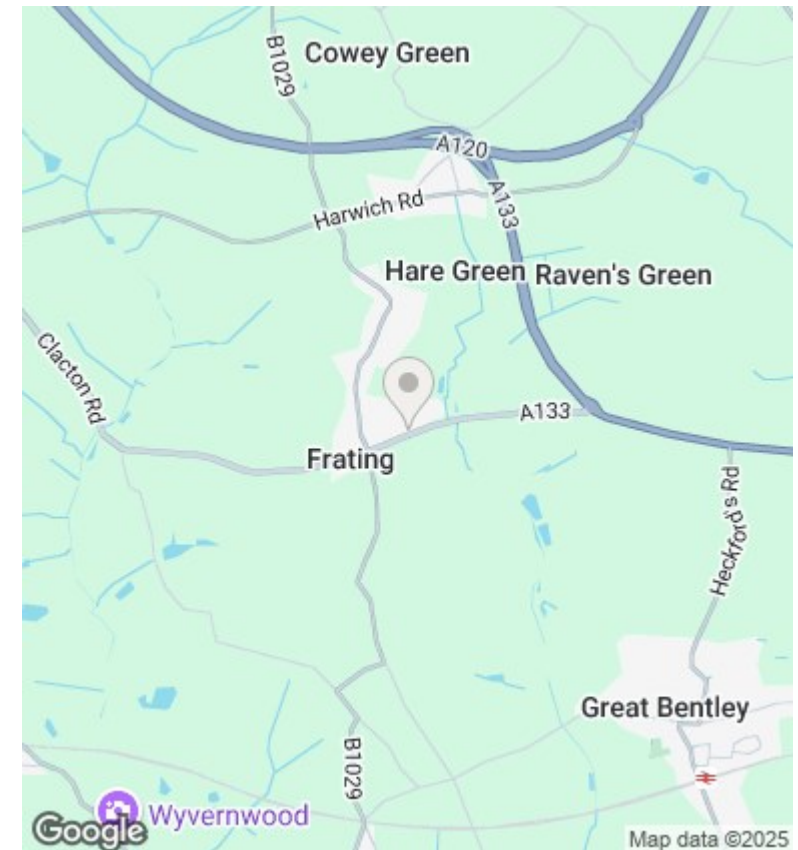 Cowey Green
B1029
A120
A133
Harwich Rd
Hare Green
Raven's Green
Clacton Rd
A133
Frating
Heckford's Rd
Great Bentley
B1029
Wyvernwood
Google
Map data ©2025